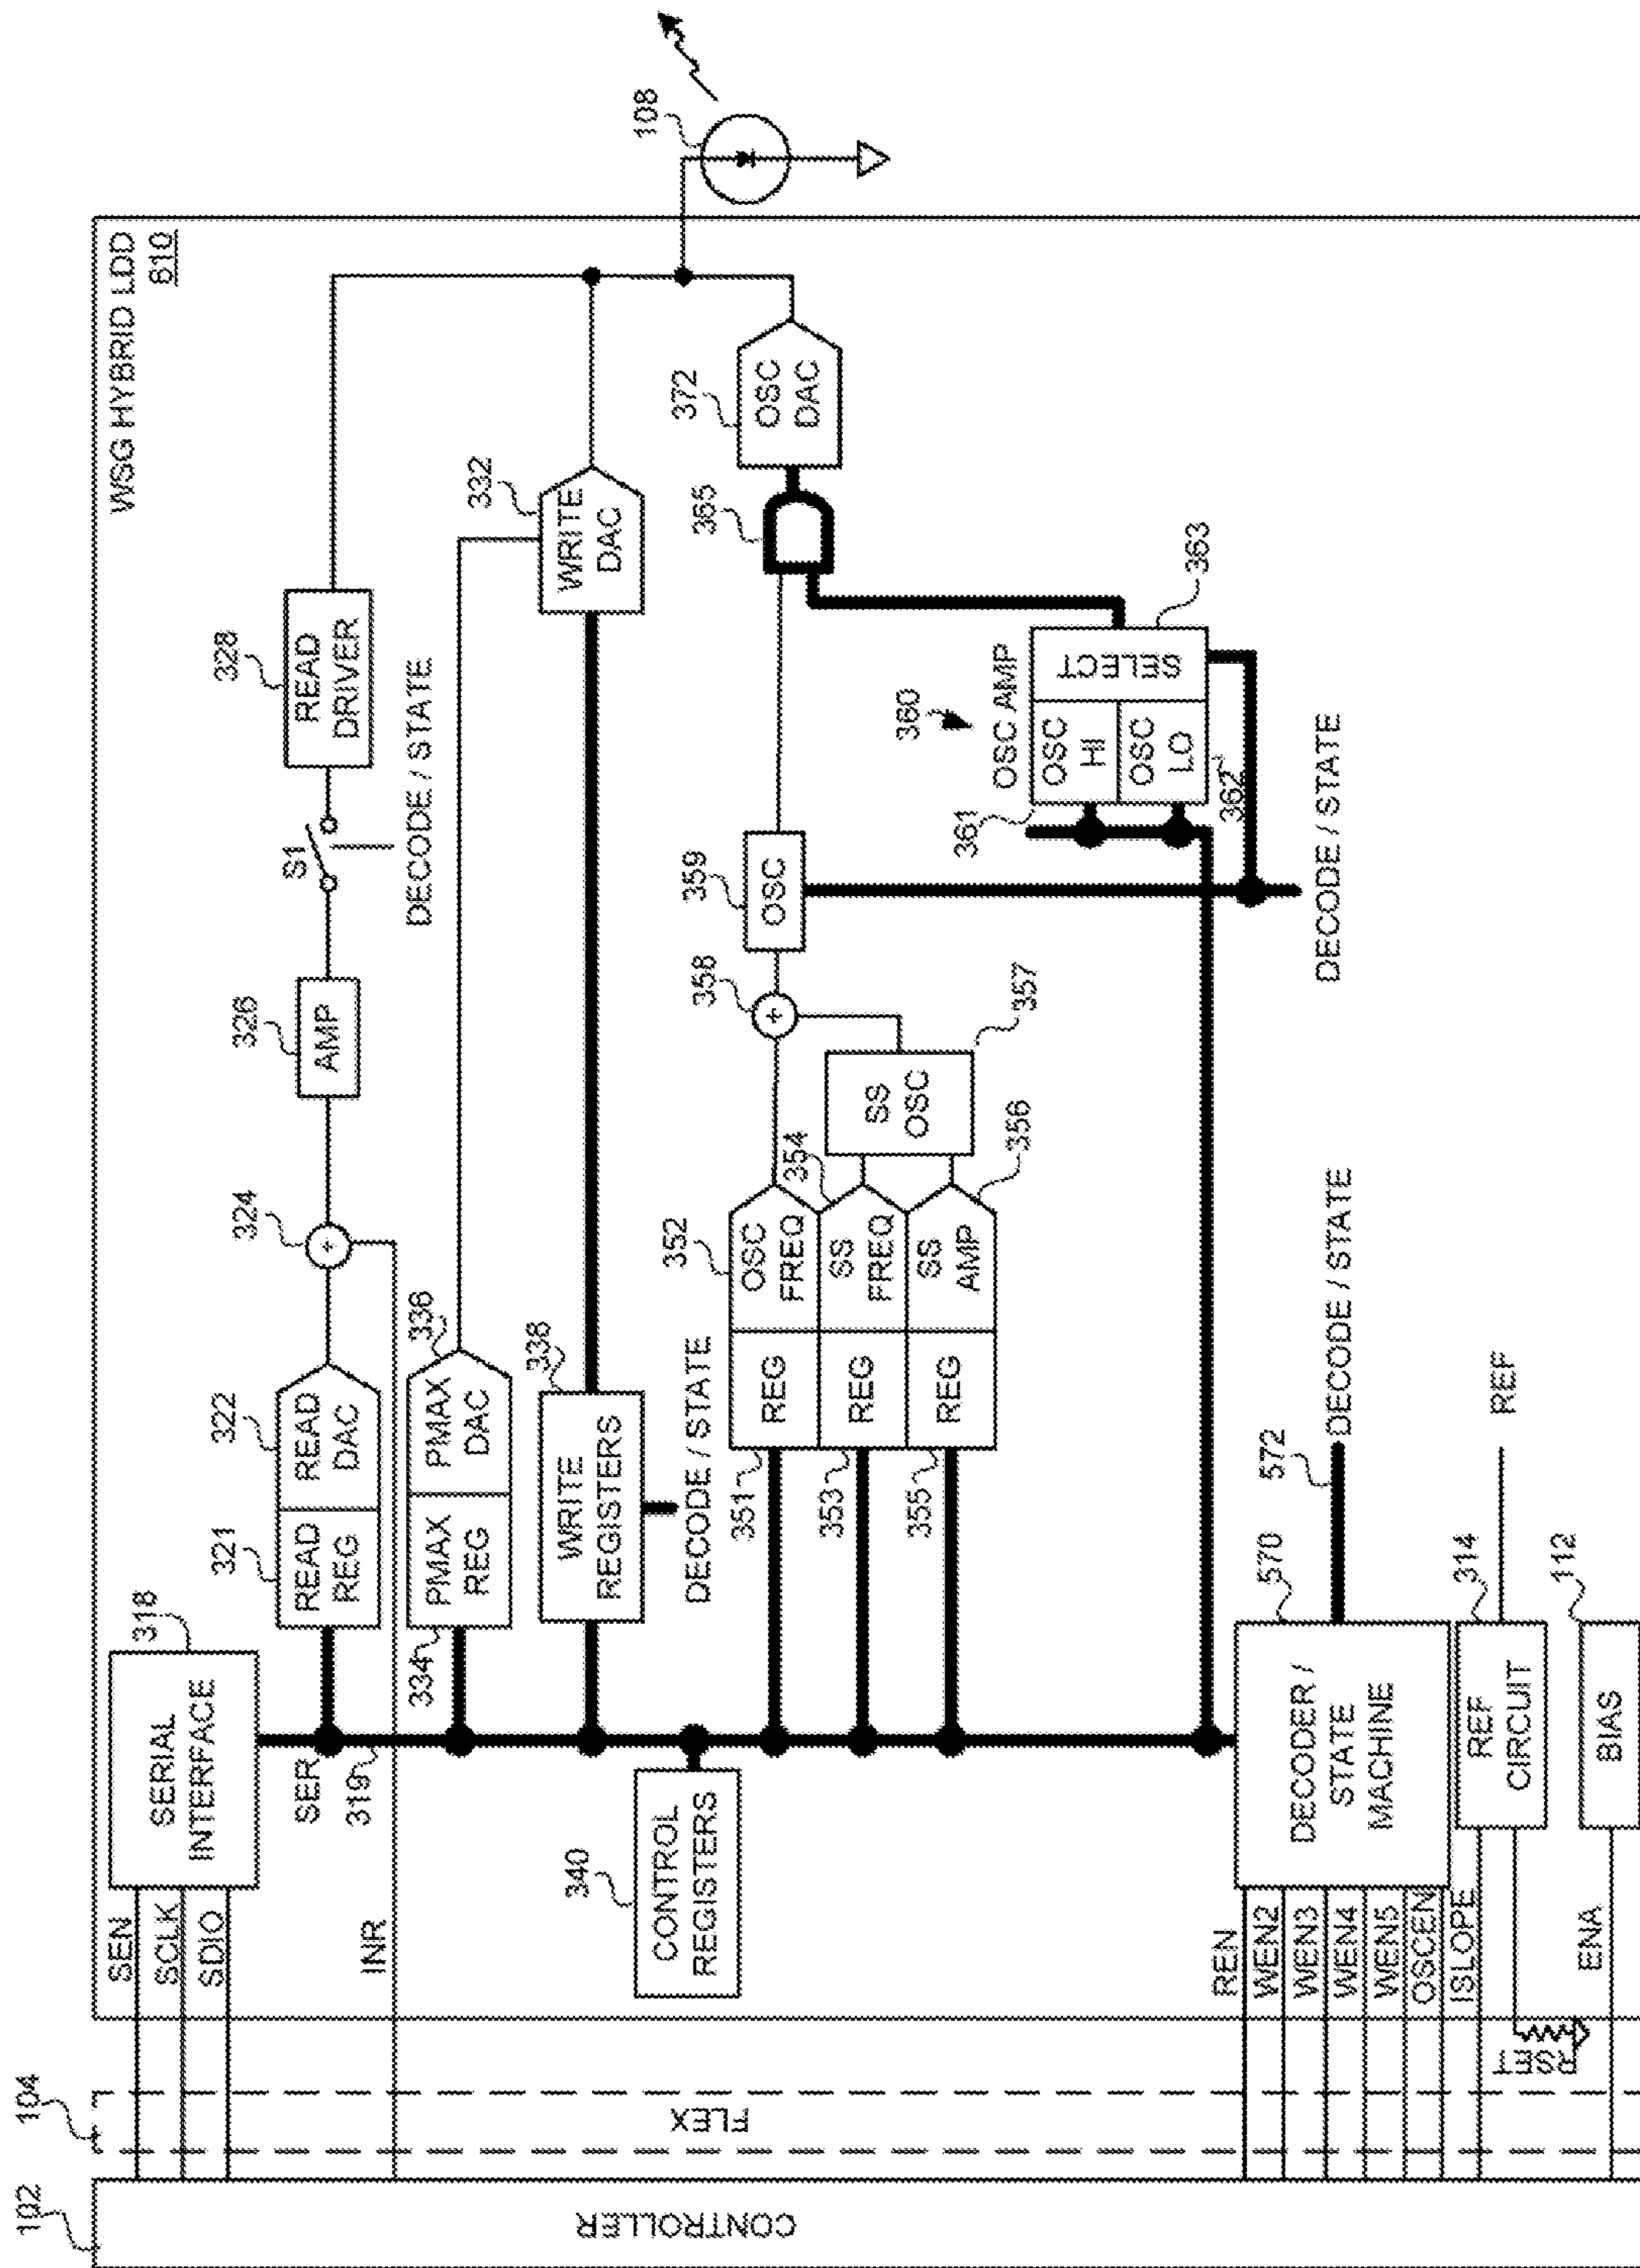 WSG HYBRID LDD
610
102
CONTROLLER
104
FLEX
SEN
SCLK
SDIO
INR
318
SERIAL
INTERFACE
SER
319
321
READ
REG
322
READ
DAC
324
+
326
AMP
S1
DECODE / STATE
328
READ
DRIVER
334
PMAX
REG
336
PMAX
DAC
338
WRITE
REGISTERS
DECODE / STATE
332
WRITE
DAC
340
CONTROL
REGISTERS
351
REG
352
OSC
FREQ
353
REG
354
SS
FREQ
355
REG
356
SS
AMP
357
SS
OSC
358
+
359
OSC
360
OSC AMP
361
OSC
HI
OSC
LO
362
SELECT
363
DECODE / STATE
365
372
OSC
DAC
108
REN
WEN2
WEN3
WEN4
WEN5
OSCEN
ISLOPE
570
DECODER /
STATE
MACHINE
572
DECODE / STATE
314
REF
CIRCUIT
REF
RSET
ENA
112
BIAS